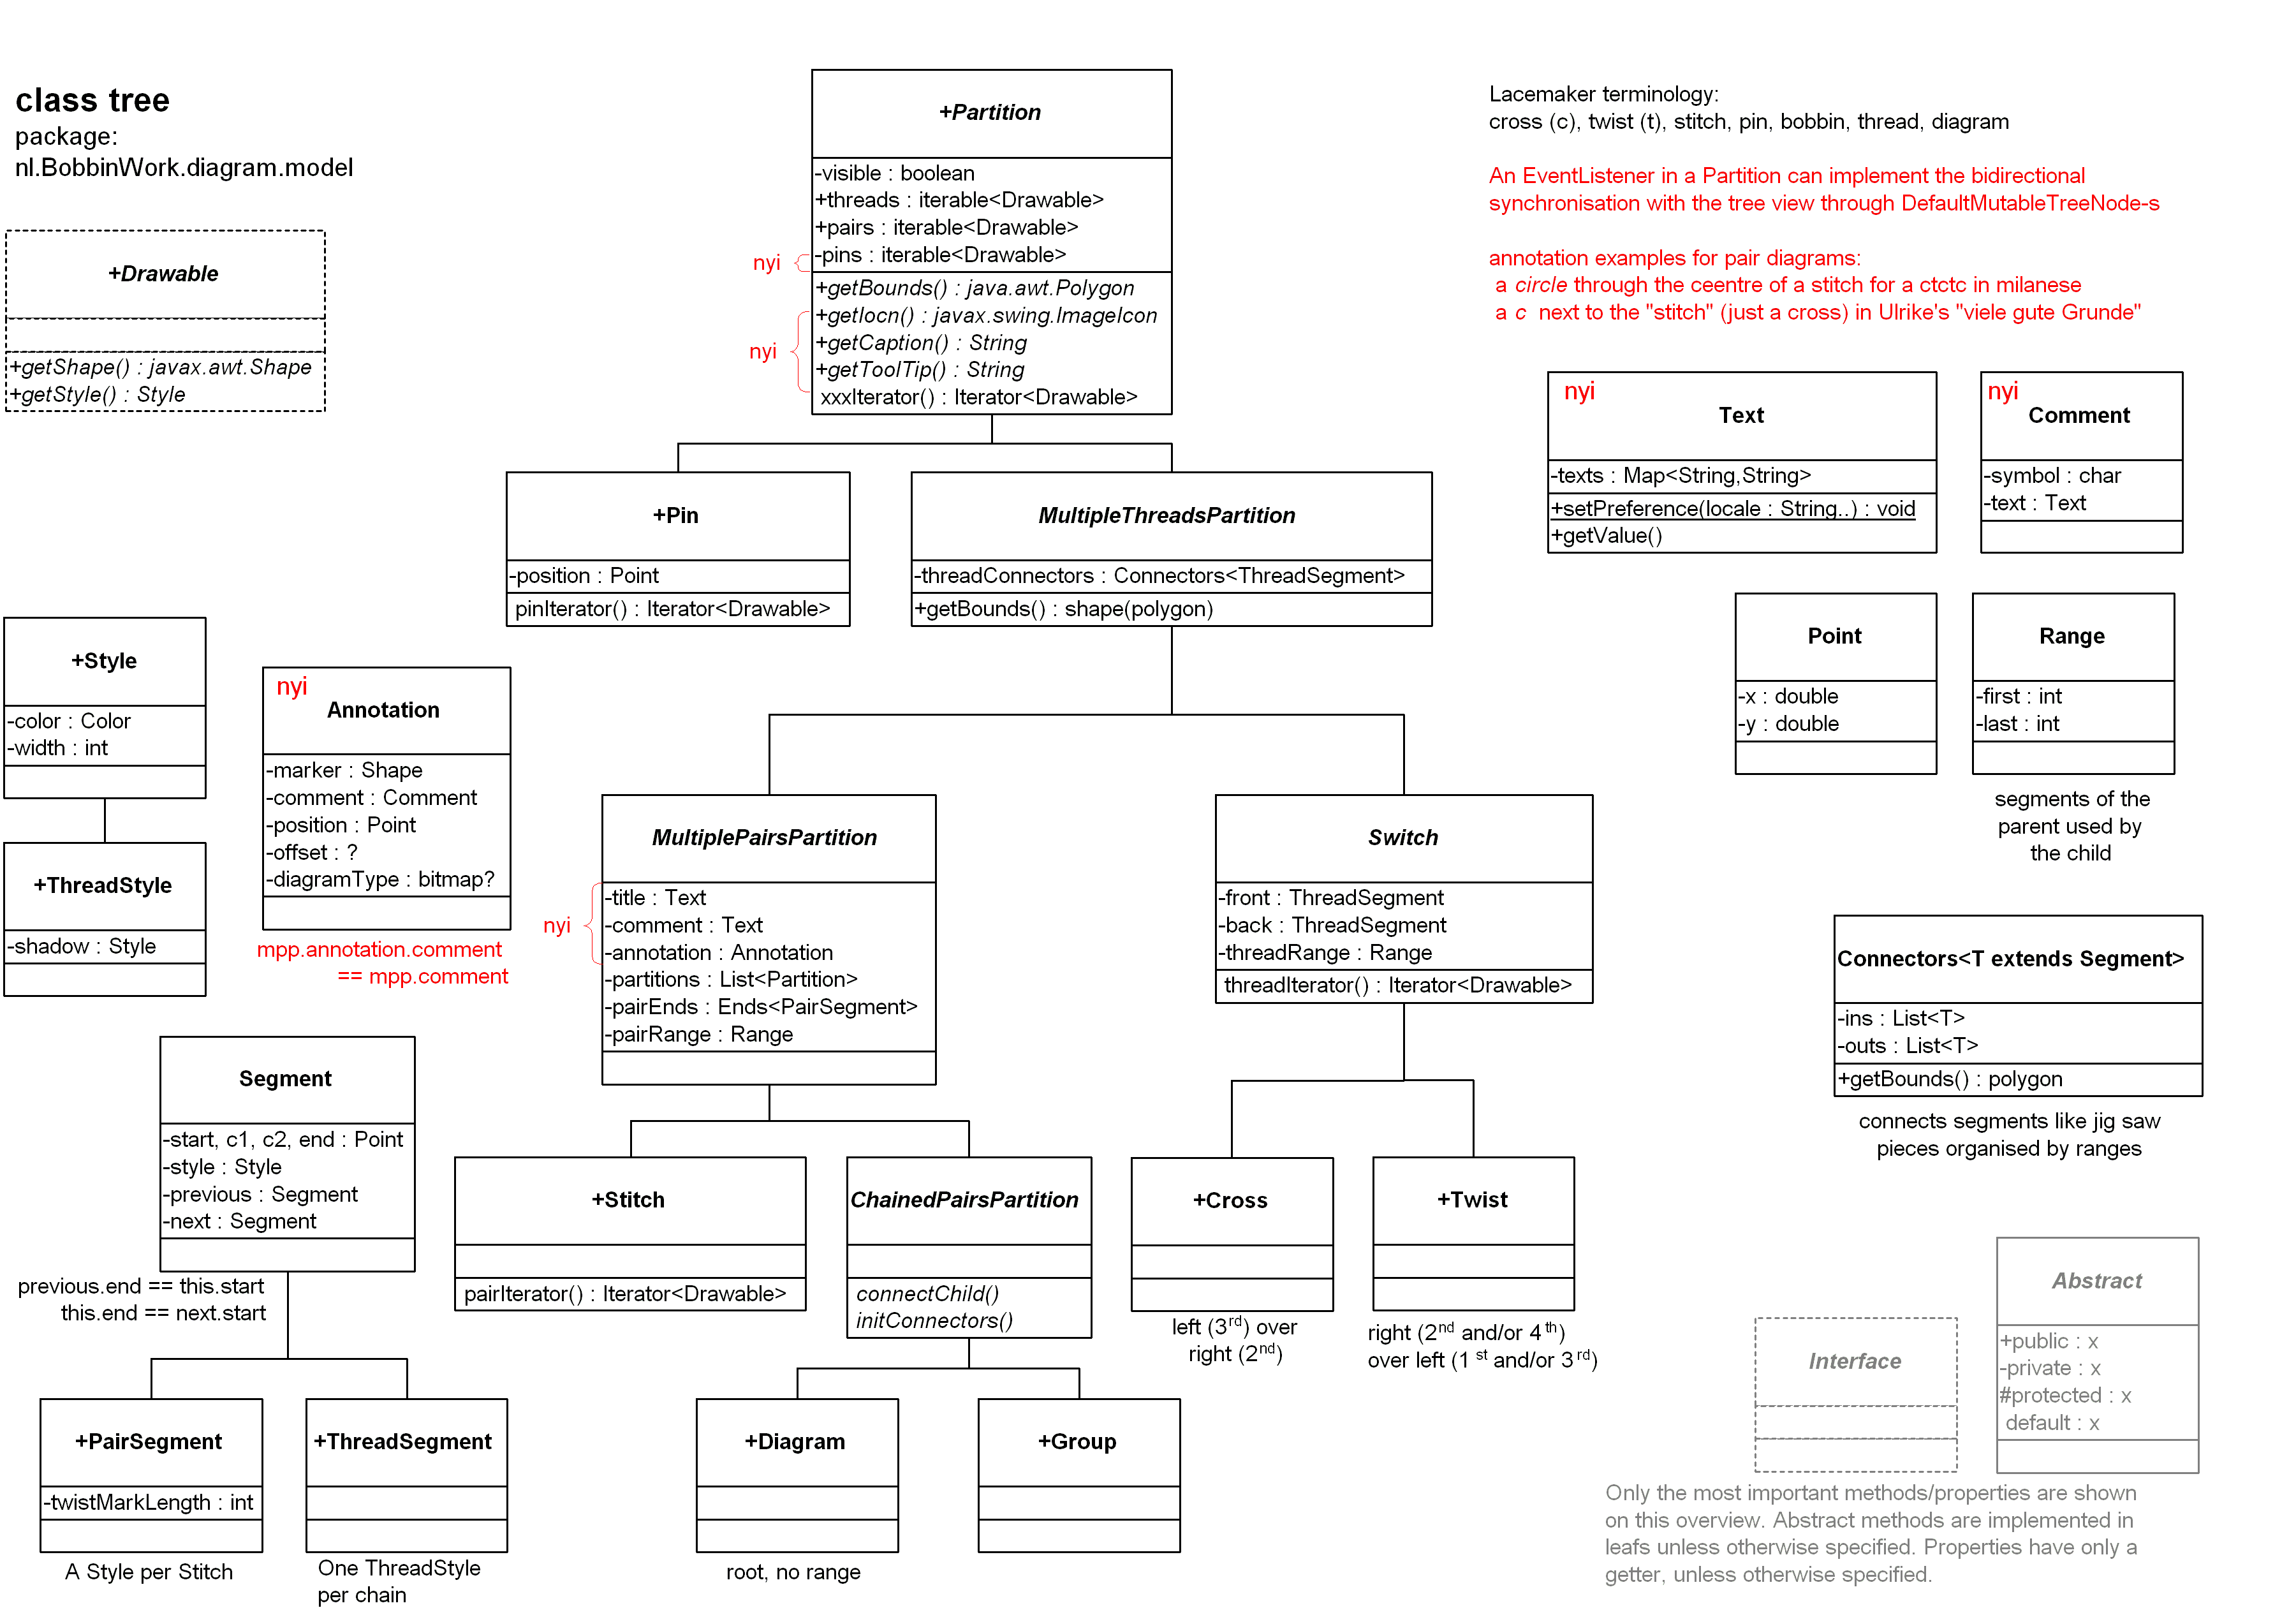 class tree
package:
nl.BobbinWork.diagram.model
+Drawable
+getShape() : javax.awt.Shape
+getStyle() : Style
+Partition
-visible : boolean
+threads : iterable<Drawable>
+pairs : iterable<Drawable>
nyi
-pins : iterable<Drawable>
+getBounds() : java.awt.Polygon
+getIocn() : javax.swing.ImageIcon
nyi
+getCaption() : String
+getToolTip() : String
xxxIterator() : Iterator<Drawable>
Lacemaker terminology:
cross (c), twist (t), stitch, pin, bobbin, thread, diagram
An EventListener in a Partition can implement the bidirectional
synchronisation with the tree view through DefaultMutableTreeNode-s
annotation examples for pair diagrams:
a circle through the ceentre of a stitch for a ctctc in milanese
a c next to the "stitch" (just a cross) in Ulrike's "viele gute Grunde"
nyi
Text
-texts : Map<String,String>
+setPreference(locale : String..) : void
+getValue()
nyi
Comment
-symbol : char
-text : Text
+Pin
-position : Point
pinIterator() : Iterator<Drawable>
MultipleThreadsPartition
-threadConnectors : Connectors<ThreadSegment>
+getBounds() : shape(polygon)
Point
-x : double
-y : double
Range
-first : int
-last : int
segments of the
parent used by
the child
+Style
-color : Color
-width : int
+ThreadStyle
-shadow : Style
nyi
Annotation
-marker : Shape
-comment : Comment
-position : Point
-offset : ?
-diagramType : bitmap?
mpp.annotation.comment
== mpp.comment
MultiplePairsPartition
nyi
-title : Text
-comment : Text
-annotation : Annotation
-partitions : List<Partition>
-pairEnds : Ends<PairSegment>
-pairRange : Range
Switch
-front : ThreadSegment
-back : ThreadSegment
-threadRange : Range
threadIterator() : Iterator<Drawable>
Connectors<T extends Segment>
-ins : List<T>
-outs : List<T>
+getBounds() : polygon
connects segments like jig saw
pieces organised by ranges
Segment
-start, c1, c2, end : Point
-style : Style
-previous : Segment
-next : Segment
previous.end == this.start
this.end == next.start
+Stitch
pairIterator() : Iterator<Drawable>
ChainedPairsPartition
connectChild()
initConnectors()
+Cross
left (3rd) over
right (2nd)
+Twist
right (2nd and/or 4th)
over left (1st and/or 3rd)
+PairSegment
-twistMarkLength : int
A Style per Stitch
+ThreadSegment
One ThreadStyle
per chain
+Diagram
root, no range
+Group
Interface
Abstract
+public : x
-private : x
#protected : x
default : x
Only the most important methods/properties are shown
on this overview. Abstract methods are implemented in
leafs unless otherwise specified. Properties have only a
getter, unless otherwise specified.